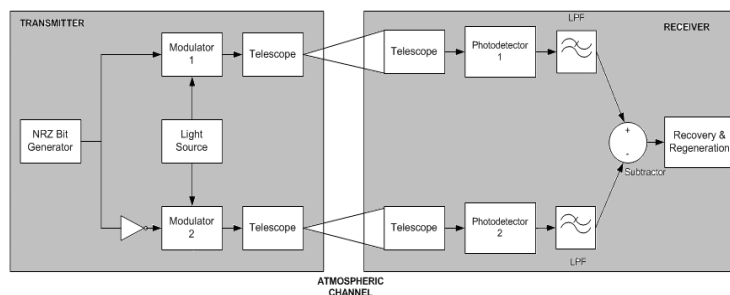 TRANSMITTER
LPF
RECEIVER
Modulator
1
Telescope
Telescope
Photodetector
1
NRZ Bit
Generator
Light
Source
+
-
Recovery &
Regeneration
Subtractor
Modulator
2
Telescope
Telescope
Photodetector
2
LPF
ATMOSPHERIC
CHANNEL